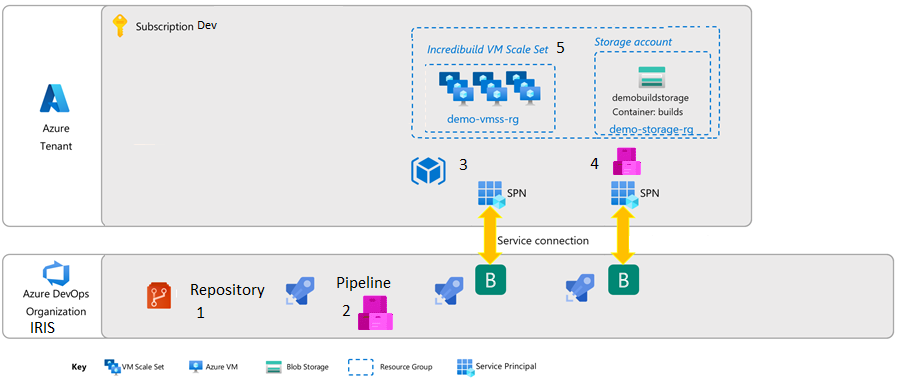 Subscription Dev
Incredibuild VM Scale Set 5
Storage account
demobuildstorage
Container: builds
demo-vmss-rg
demo-storage-rg
Azure
Tenant
3
4
SPN
SPN
Service connection
Azure DevOps
Organization
IRIS
Repository
1
Pipeline
2
B
B
Key
VM Scale Set
Azure VM
Blob Storage
Resource Group
Service Principal